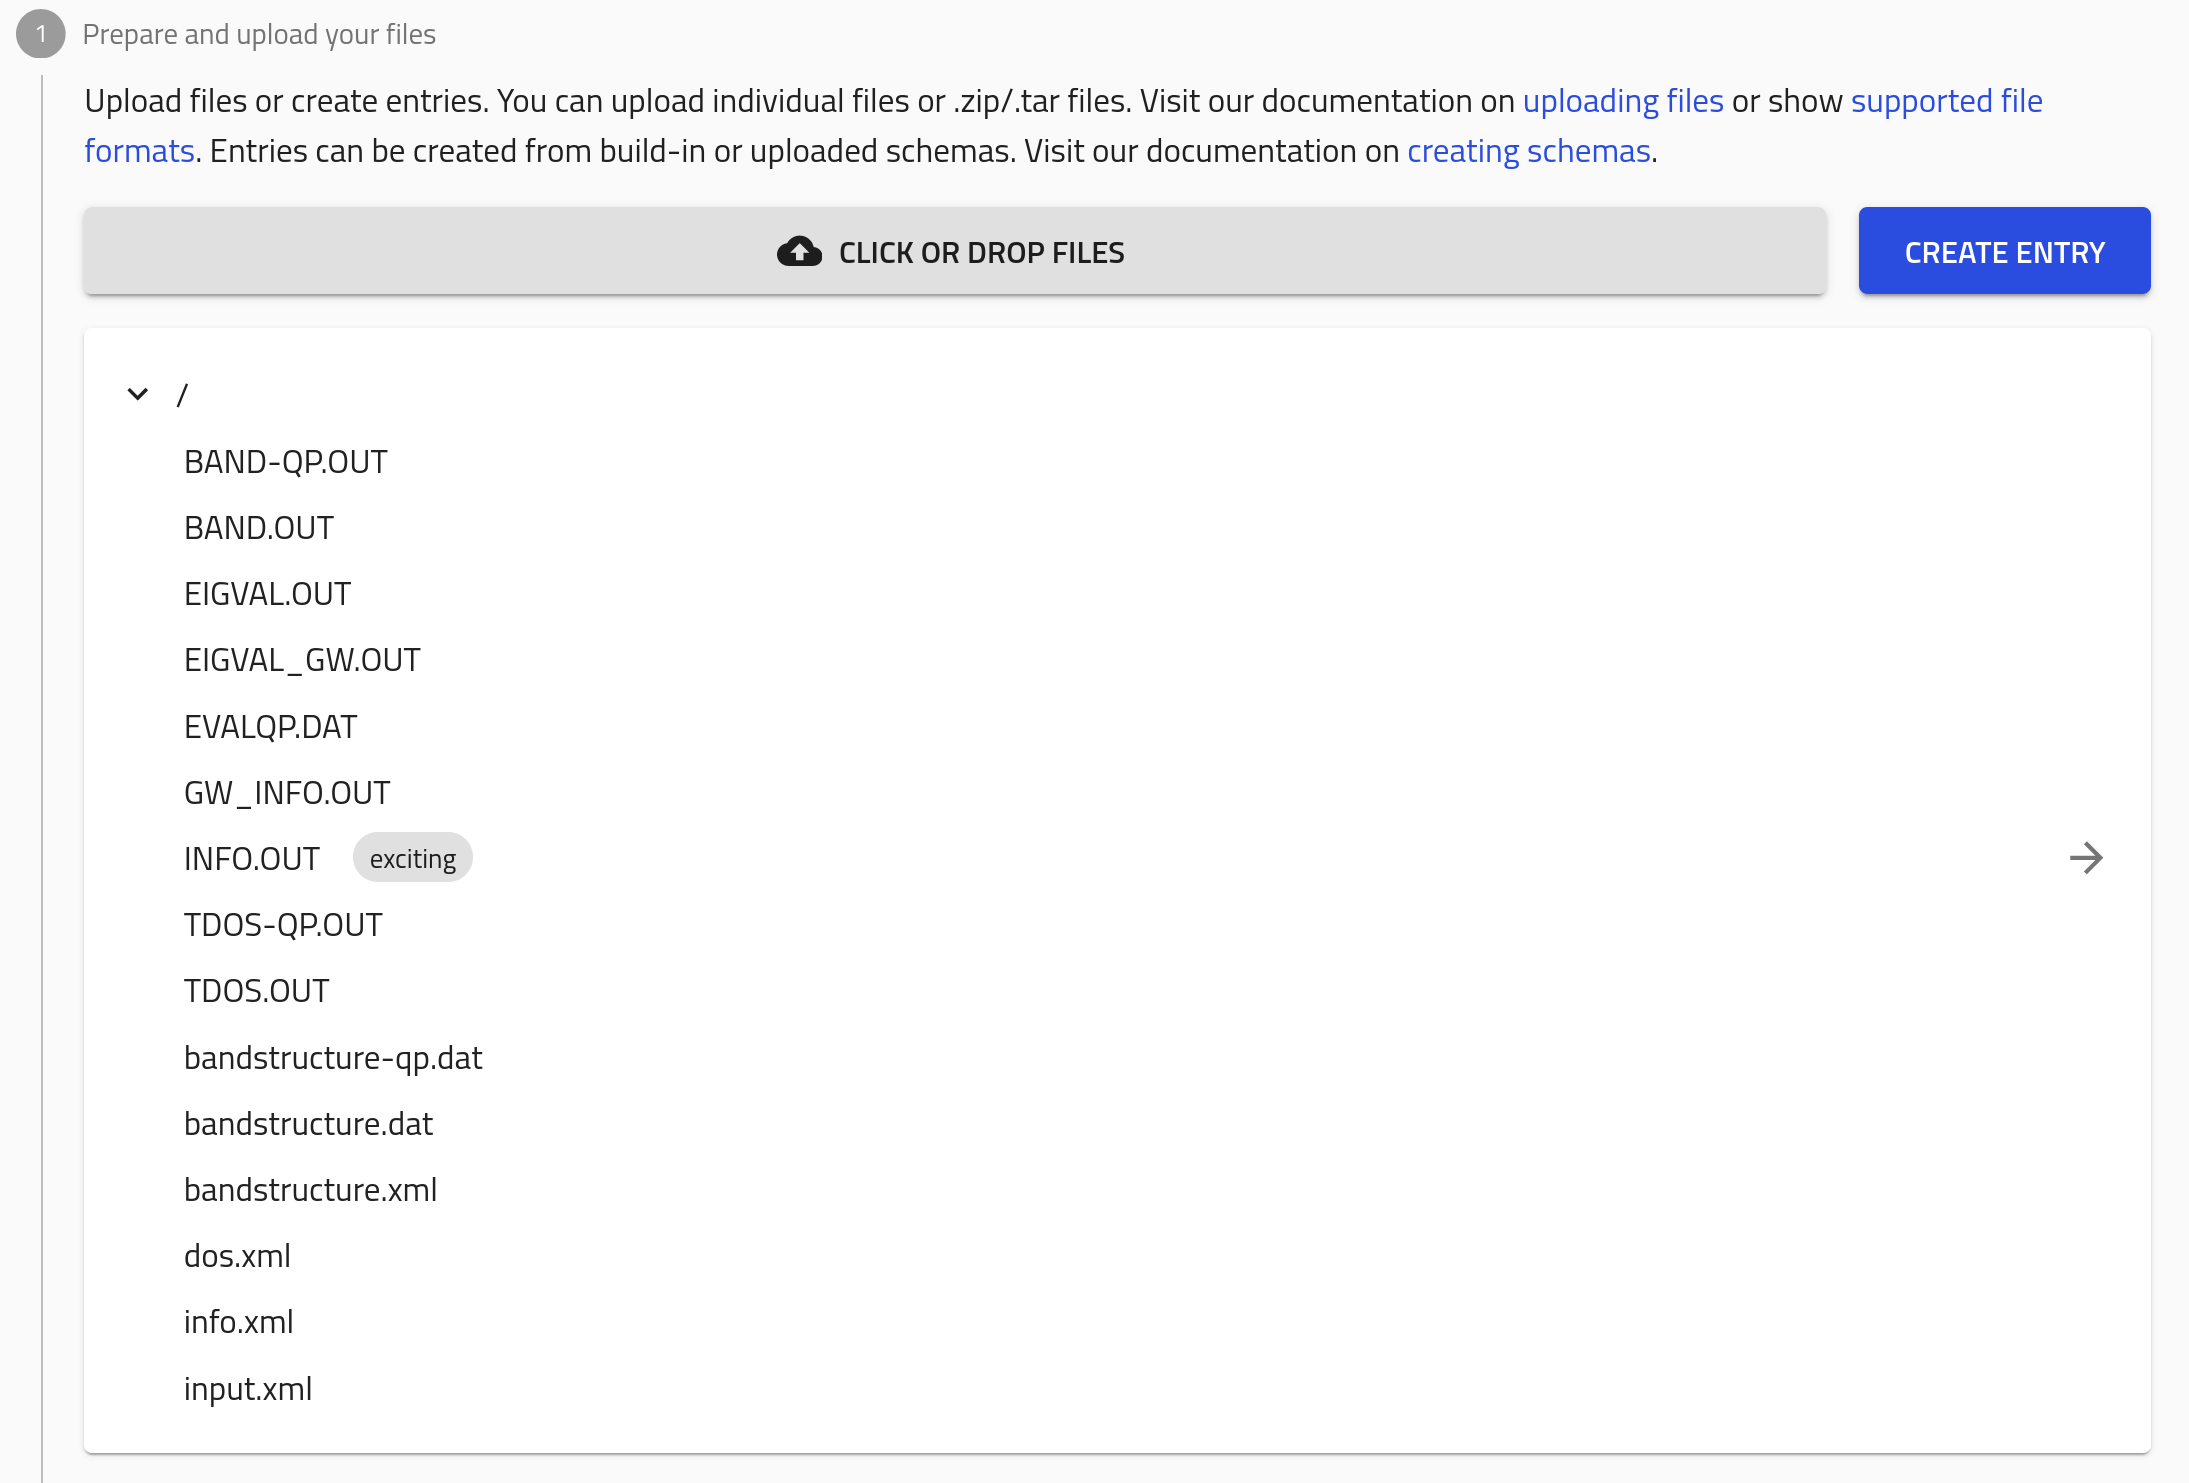 1 Prepare and upload your files
Upload files or create entries. You can upload individual files or .zip/.tar files. Visit our documentation on uploading files or show supported file
formats. Entries can be created from build-in or uploaded schemas. Visit our documentation on creating schemas.
CLICK OR DROP FILES
CREATE ENTRY
/
BAND-QP.OUT
BAND.OUT
EIGVAL.OUT
EIGVAL_GW.OUT
EVALQP.DAT
GW_INFO.OUT
INFO.OUT exciting
TDOS-QP.OUT
TDOS.OUT
bandstructure-qp.dat
bandstructure.dat
bandstructure.xml
dos.xml
info.xml
input.xml